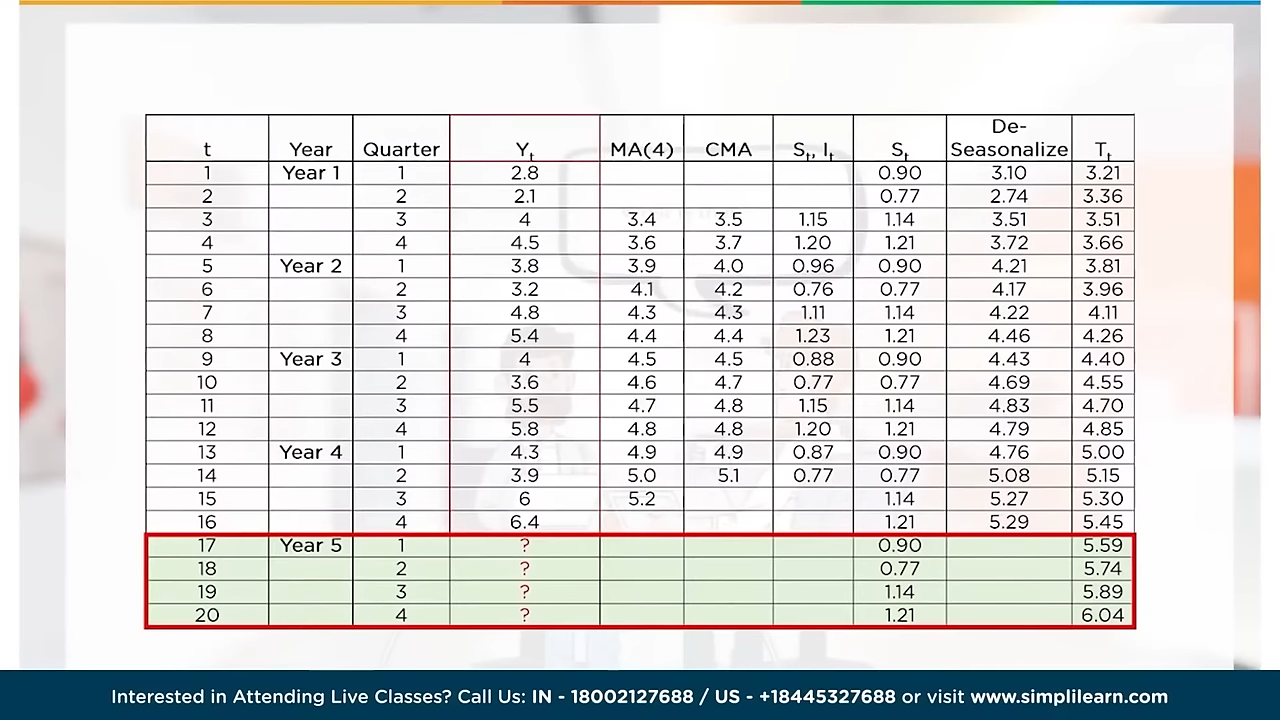 De-
t Year Quarter Yt MA(4) CMA St, It St Seasonalize Tt
1 Year 1 1 2.8 0.90 3.10 3.21
2 2 2.1 0.77 2.74 3.36
3 3 4 3.4 3.5 1.15 1.14 3.51 3.51
4 4 4.5 3.6 3.7 1.20 1.21 3.72 3.66
5 Year 2 1 3.8 3.9 4.0 0.96 0.90 4.21 3.81
6 2 3.2 4.1 4.2 0.76 0.77 4.17 3.96
7 3 4.8 4.3 4.3 1.11 1.14 4.22 4.11
8 4 5.4 4.4 4.4 1.23 1.21 4.46 4.26
9 Year 3 1 4 4.5 4.5 0.88 0.90 4.43 4.40
10 2 3.6 4.6 4.7 0.77 0.77 4.69 4.55
11 3 5.5 4.7 4.8 1.15 1.14 4.83 4.70
12 4 5.8 4.8 4.8 1.20 1.21 4.79 4.85
13 Year 4 1 4.3 4.9 4.9 0.87 0.90 4.76 5.00
14 2 3.9 5.0 5.1 0.77 0.77 5.08 5.15
15 3 6 5.2 1.14 5.27 5.30
16 4 6.4 1.21 5.29 5.45
17 Year 5 1 ? 0.90 5.59
18 2 ? 0.77 5.74
19 3 ? 1.14 5.89
20 4 ? 1.21 6.04
Interested in Attending Live Classes? Call Us: IN - 18002127688 / US - +18445327688 or visit www.simplilearn.com